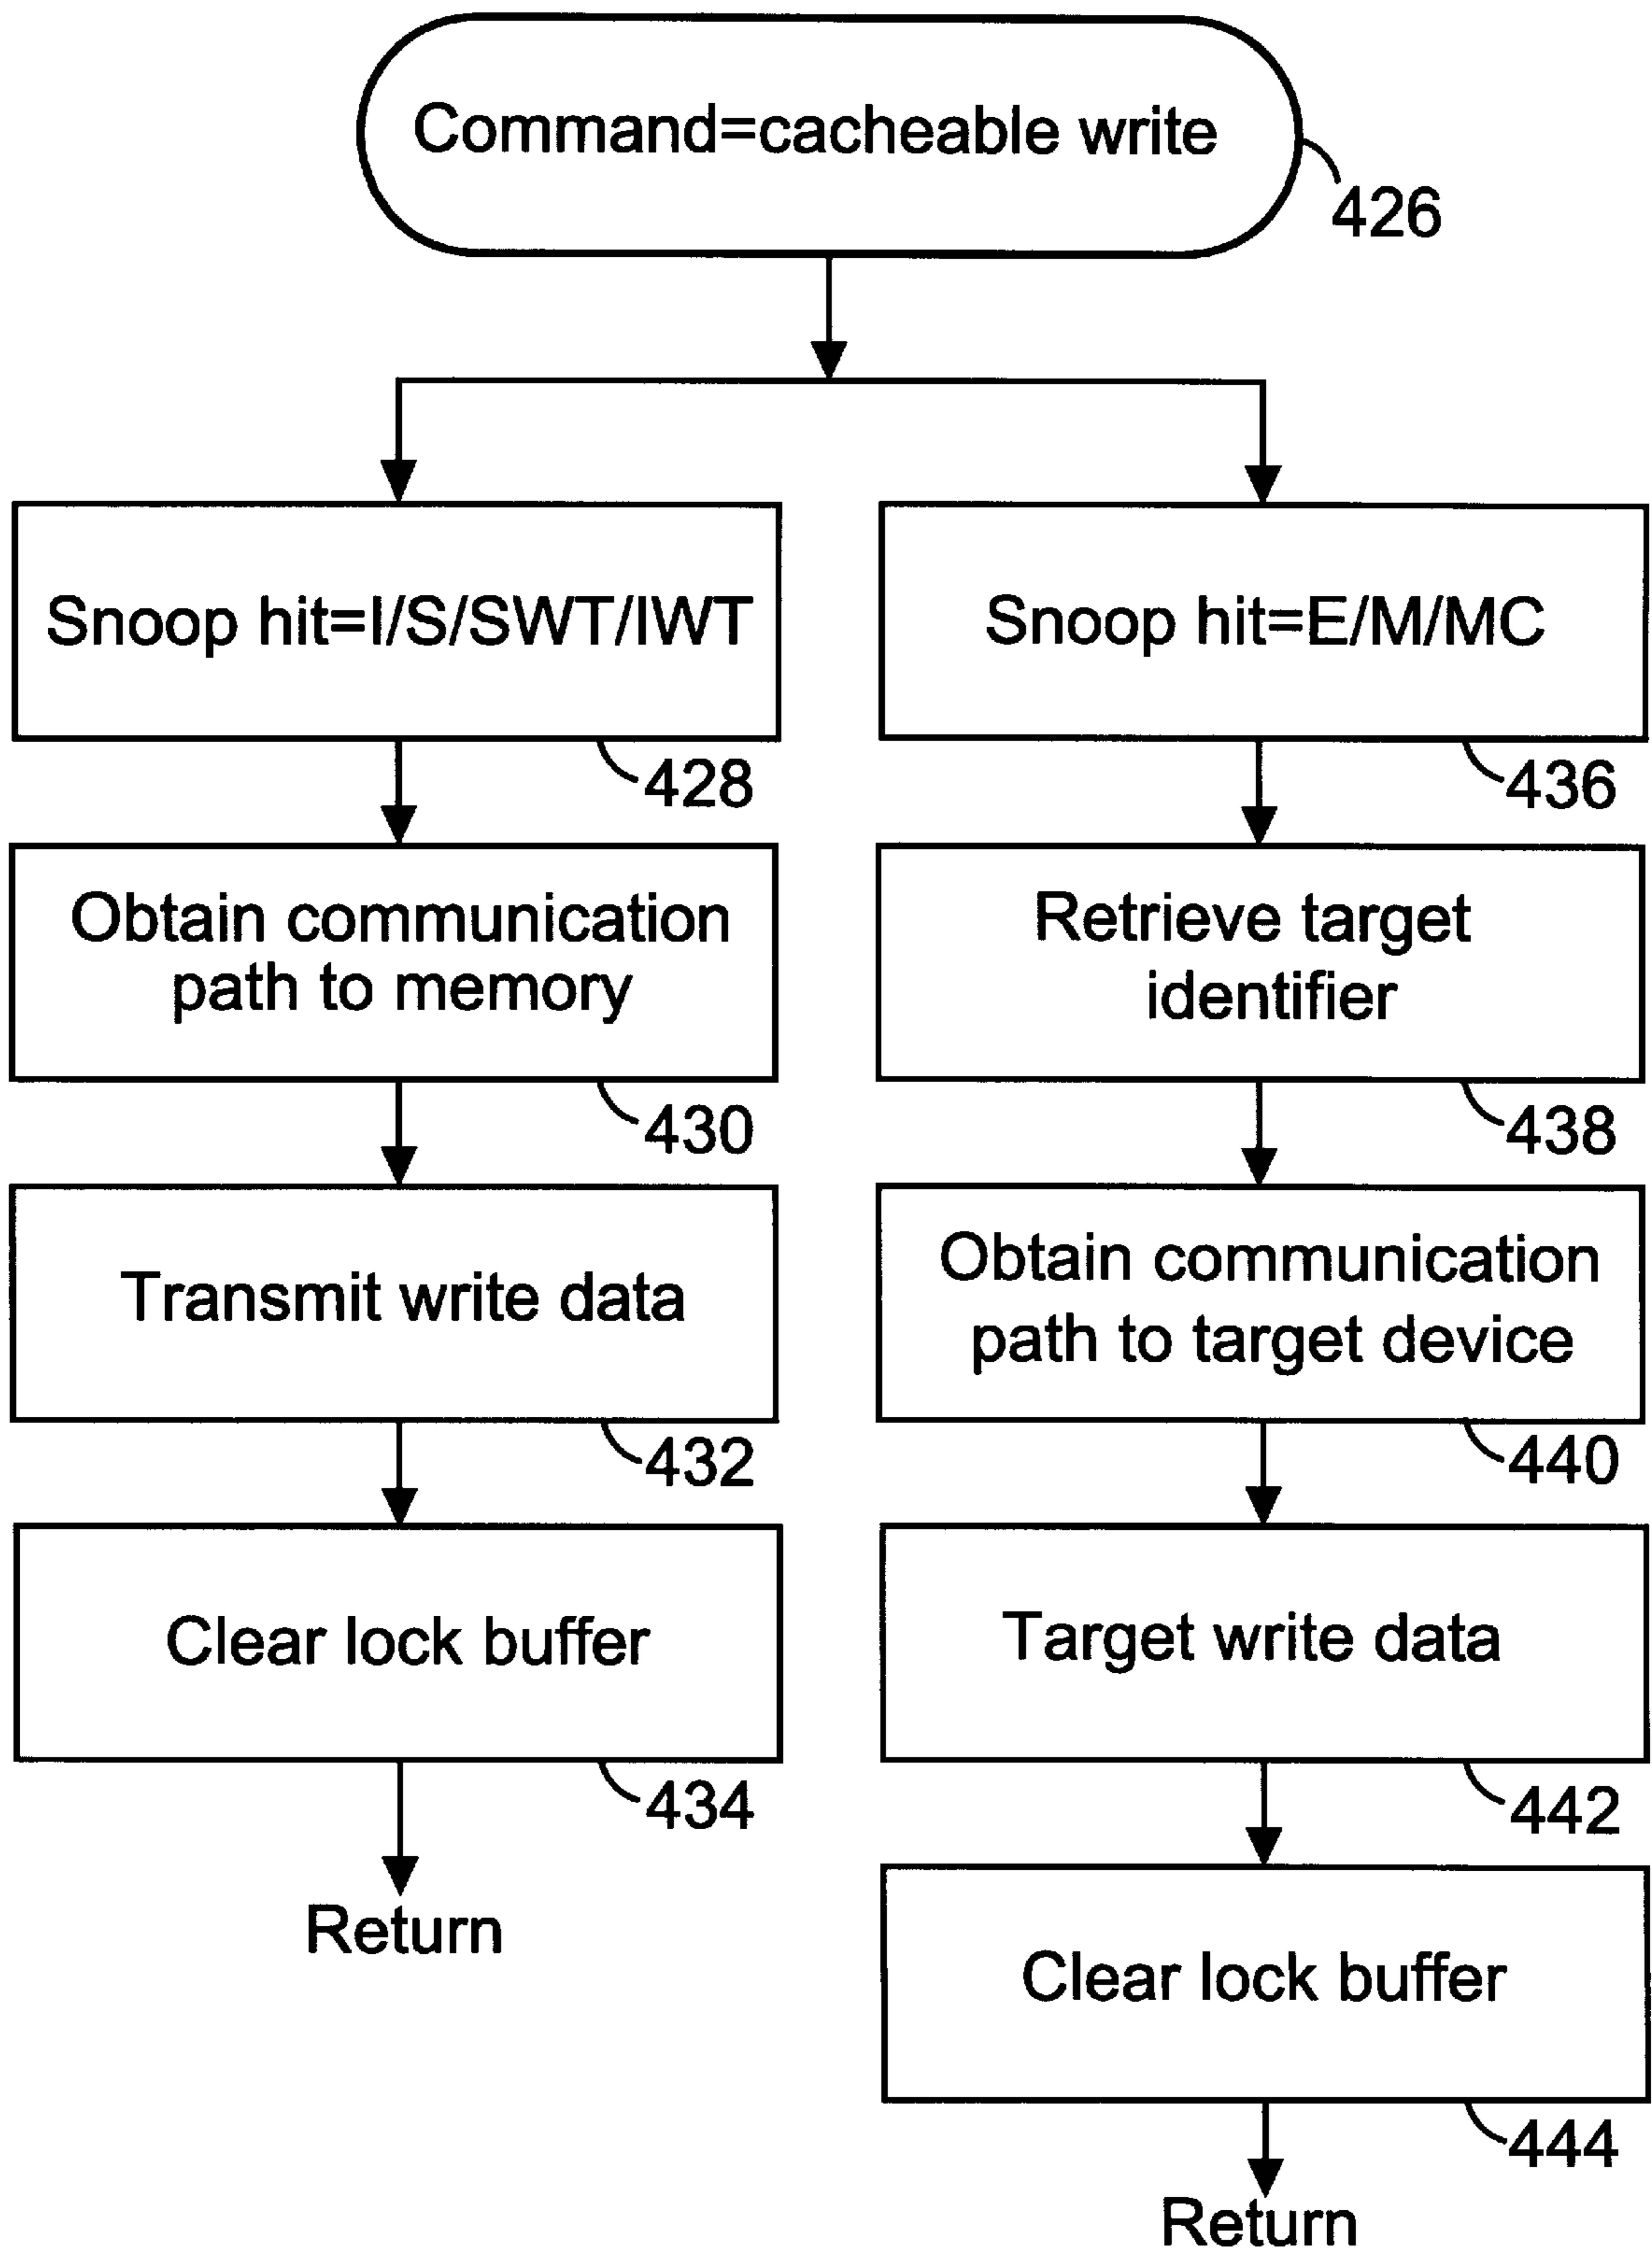 Command=cacheable write
426
Snoop hit=I/S/SWT/IWT
428
Obtain communication
path to memory
430
Transmit write data
432
Clear lock buffer
434
Return
Snoop hit=E/M/MC
436
Retrieve target
identifier
438
Obtain communication
path to target device
440
Target write data
442
Clear lock buffer
444
Return